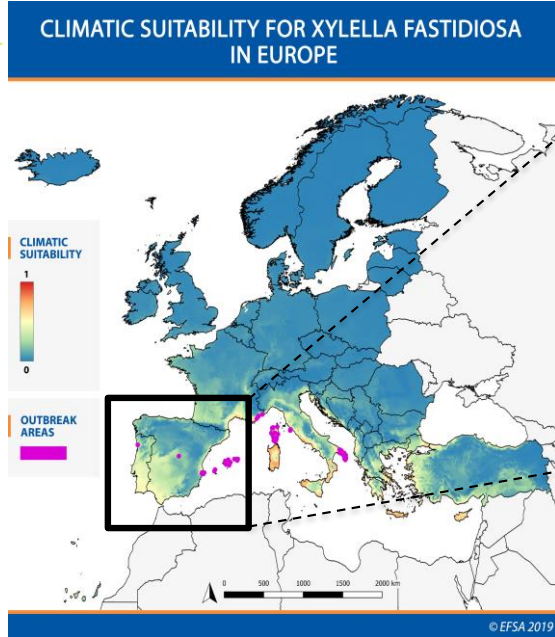 CLIMATIC SUITABILITY FOR XYLELLA FASTIDIOSA
IN EUROPE
CLIMATIC
SUITABILITY
1
0
OUTBREAK
AREAS
0 500 1000 1500 2000 km
© EFSA 2019